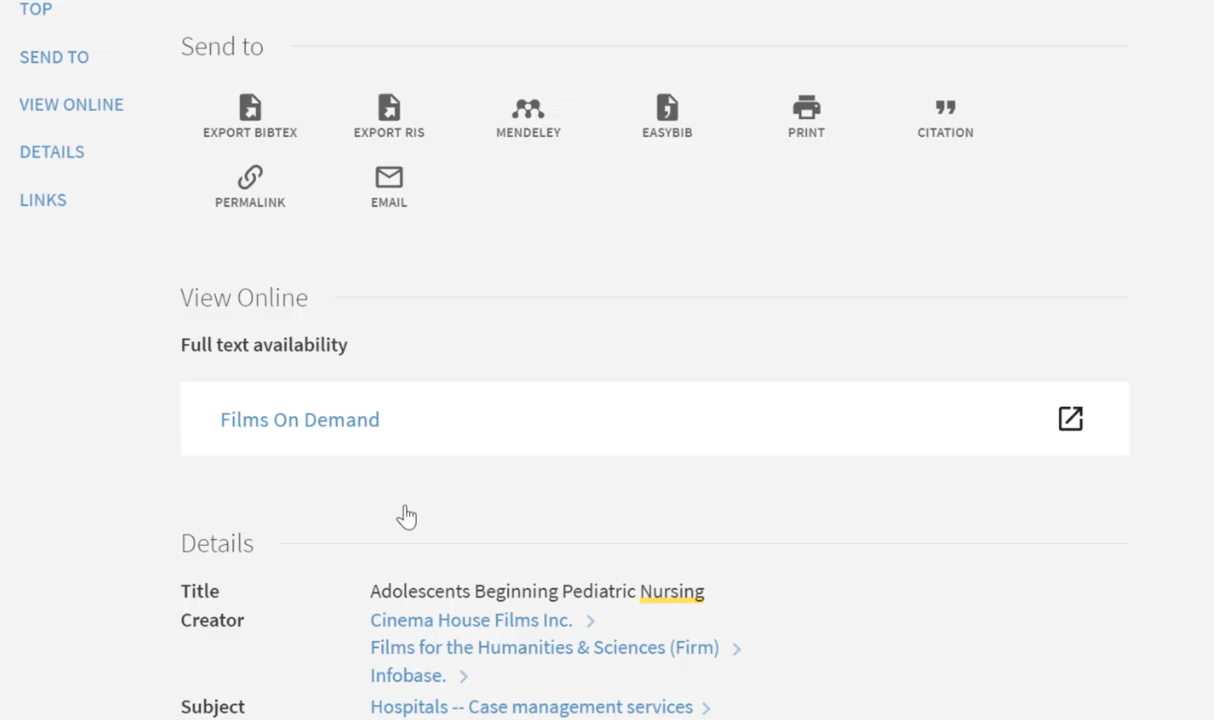 TOP
SEND TO
VIEW ONLINE
DETAILS
LINKS
Send to
EXPORT BIBTEX
EXPORT RIS
MENDELEY
EASYBIB
PRINT
CITATION
PERMALINK
EMAIL
View Online
Full text availability
Films On Demand
Details
Title Adolescents Beginning Pediatric Nursing
Creator Cinema House Films Inc.
Films for the Humanities & Sciences (Firm)
Infobase.
Subject Hospitals -- Case management services